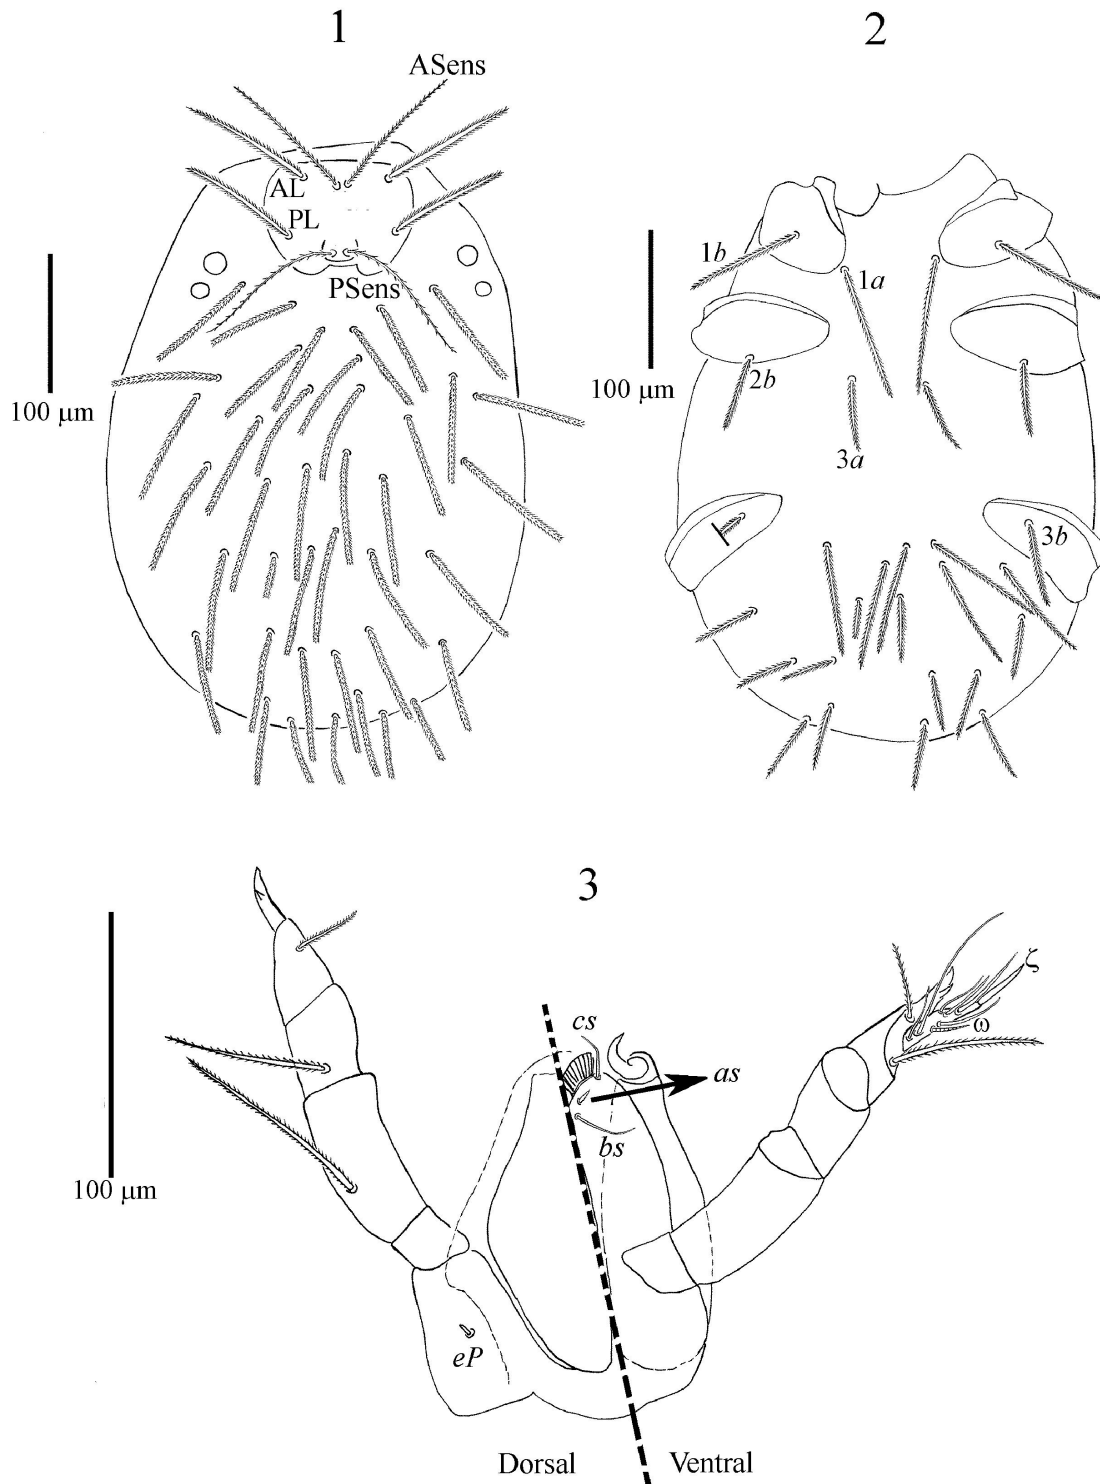 1
2
ASens
AL
PL
PSens
100 µm
1b
1a
2b
3a
3b
100 µm
3
cs
as
bs
ζ
ω
100 µm
eP
Dorsal
Ventral